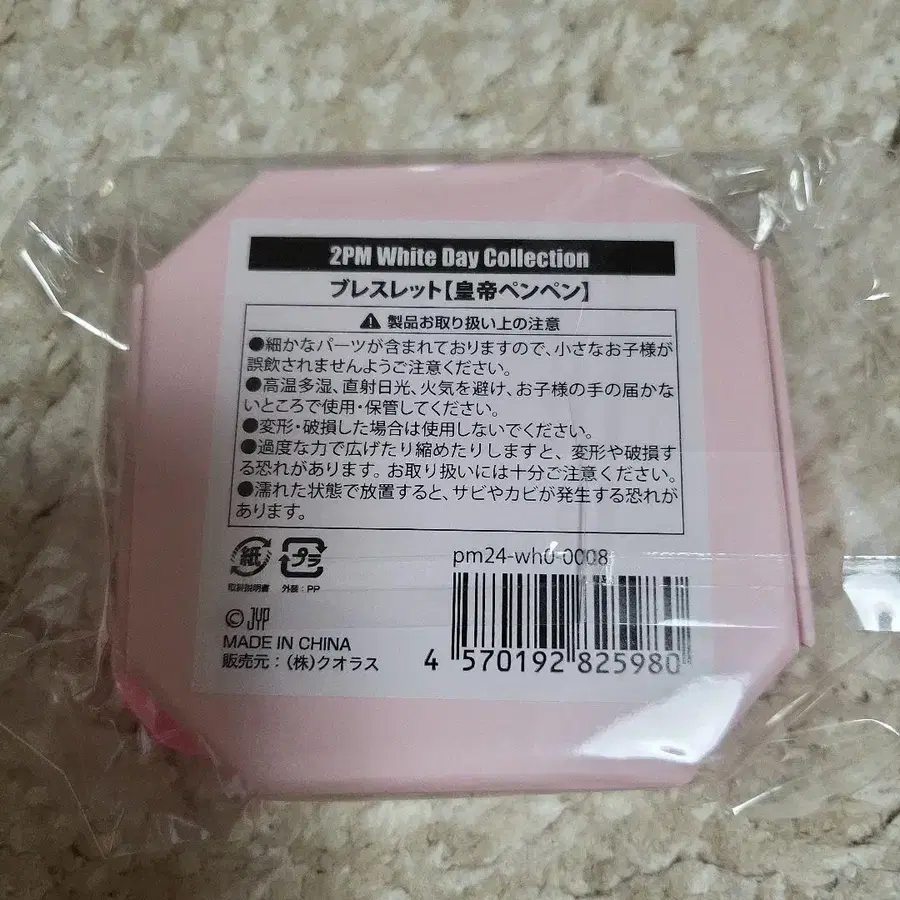 2PM White Day Collection
ブレスレット【皇帝ペンペン】
製品お取り扱い上の注意
●細かなパーツが含まれておりますので、小さなお子様が
誤飲されませんようご注意ください。
●高温多湿、直射日光、火気を避け、お子様の手の届かな
いところで使用・保管してください。
●変形・破損した場合は使用しないでください。
●過度な力で広げたり縮めたりしますと、変形や破損す
る恐れがあります。お取り扱いには十分ご注意ください。
●濡れた状態で放置すると、サビやカビが発生する恐れが
あります。
紙 プラ
取扱説明書 外装：PP
pm24-wh0-0008
© JYP
MADE IN CHINA
販売元：（株）クオラス
4 570192 825980